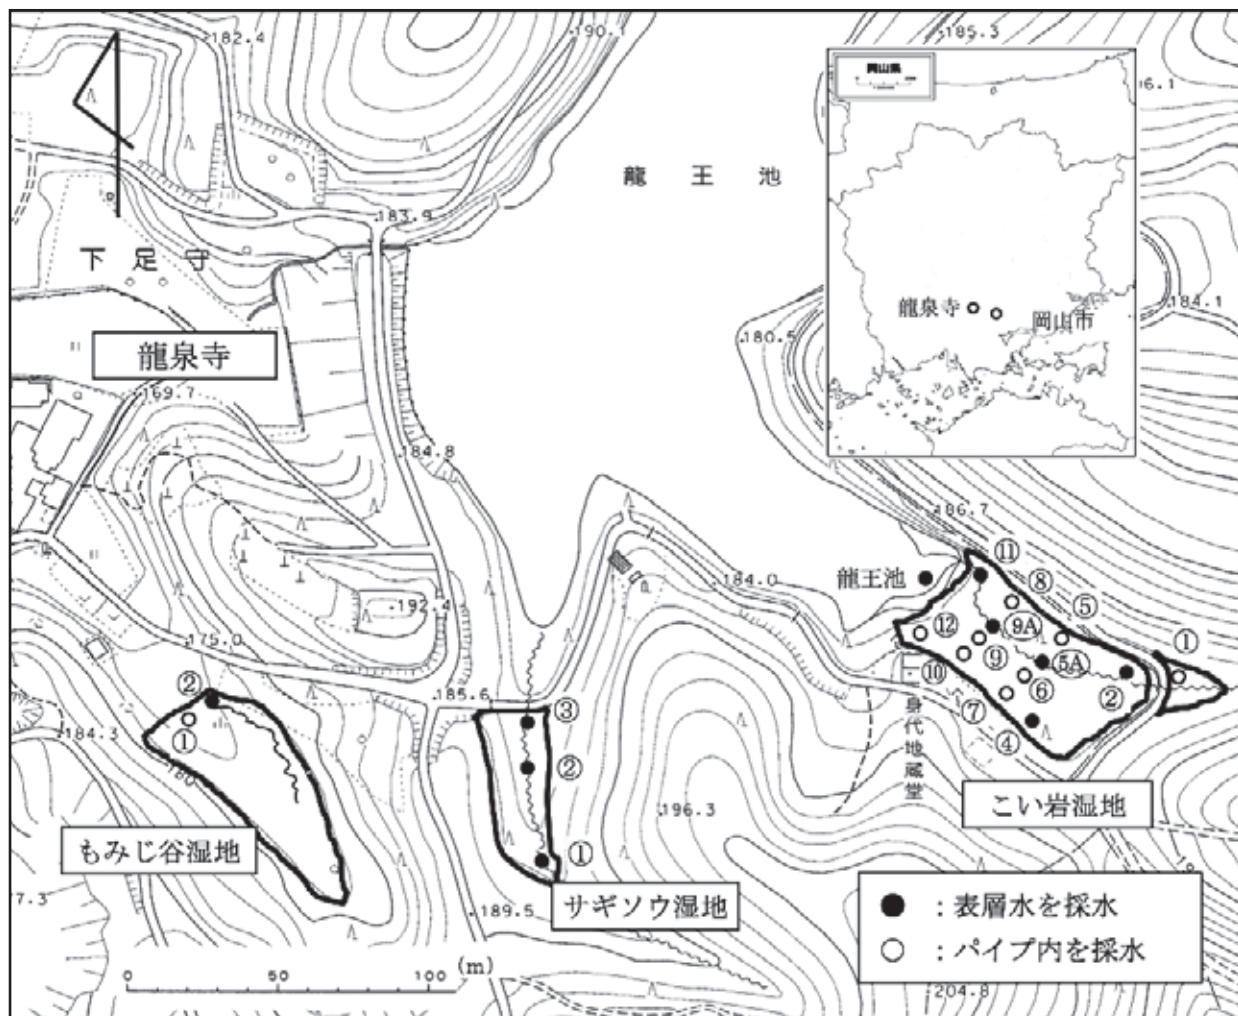 182.4
190.1
185.3
岡山県
96.1
龍王池
183.9
下足守
龍泉寺
180.5
184.1
龍泉寺
岡山市
169.7
184.8
186.7
龍王池
184.0
⑪
⑧
⑤
①
⑫
⑨A
⑨
⑤A
⑩
⑥
②
⑦
④
身代地蔵堂
192.4
175.0
185.6
②
①
184.3
180
③
②
①
196.3
もみじ谷湿地
サギソウ湿地
こい岩湿地
77.3
189.5
19
●:表層水を採水
○:パイプ内を採水
0 50 100 (m)
204.8